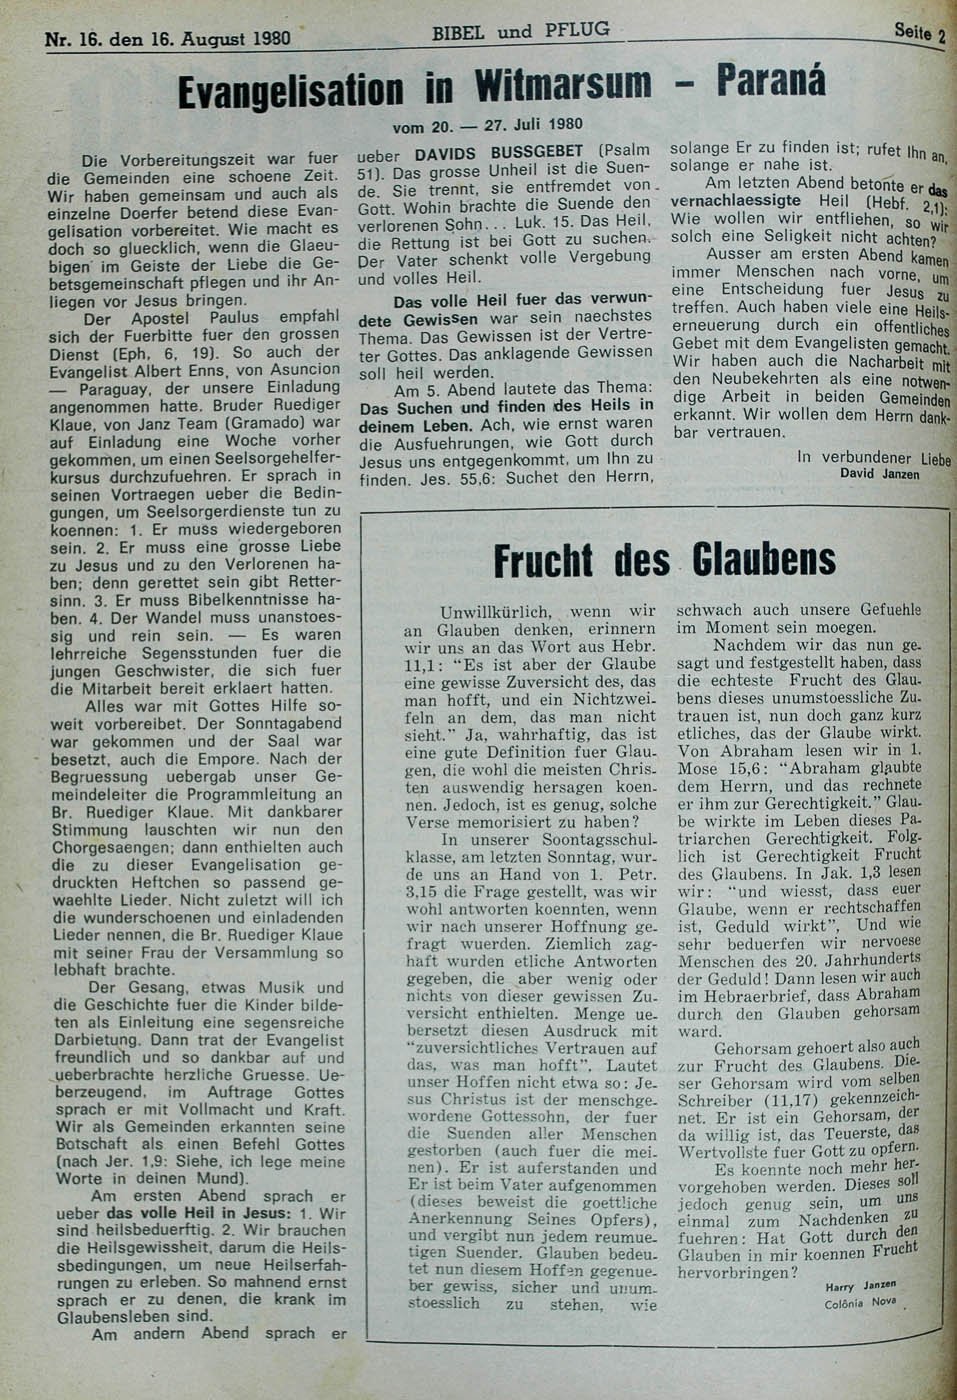 Nr. 16. den 16. August 1980
BIBEL und PFLUG
Seite 2
Evangelisation in Witmarsum – Paraná
vom 20. — 27. Juli 1980
Die Vorbereitungszeit war fuer
die Gemeinden eine schoene Zeit.
Wir haben gemeinsam und auch als
einzelne Doerfer betend diese Evan-
gelisation vorbereitet. Wie macht es
doch so gluecklich, wenn die Glaeu-
bigen im Geiste der Liebe die Ge-
betsgemeinschaft pflegen und ihr An-
liegen vor Jesus bringen.
Der Apostel Paulus empfahl
sich der Fuerbitte fuer den grossen
Dienst (Eph, 6, 19). So auch der
Evangelist Albert Enns, von Asuncion
— Paraguay, der unsere Einladung
angenommen hatte. Bruder Ruediger
Klaue, von Janz Team (Gramado) war
auf Einladung eine Woche vorher
gekommen, um einen Seelsorgehelfer-
kursus durchzufuehren. Er sprach in
seinen Vortraegen ueber die Bedin-
gungen, um Seelsorgerdienste tun zu
koennen: 1. Er muss wiedergeboren
sein. 2. Er muss eine grosse Liebe
zu Jesus und zu den Verlorenen ha-
ben; denn gerettet sein gibt Retter-
sinn. 3. Er muss Bibelkenntnisse ha-
ben. 4. Der Wandel muss unanstoes-
sig und rein sein. — Es waren
lehrreiche Segensstunden fuer die
jungen Geschwister, die sich fuer
die Mitarbeit bereit erklaert hatten.
Alles war mit Gottes Hilfe so-
weit vorbereibet. Der Sonntagabend
war gekommen und der Saal war
besetzt, auch die Empore. Nach der
Begruessung uebergab unser Ge-
meindeleiter die Programmleitung an
Br. Ruediger Klaue. Mit dankbarer
Stimmung lauschten wir nun den
Chorgesaengen; dann enthielten auch
die zu dieser Evangelisation ge-
druckten Heftchen so passend ge-
waehlte Lieder. Nicht zuletzt will ich
die wunderschoenen und einladenden
Lieder nennen, die Br. Ruediger Klaue
mit seiner Frau der Versammlung so
lebhaft brachte.
Der Gesang, etwas Musik und
die Geschichte fuer die Kinder bilde-
ten als Einleitung eine segensreiche
Darbietung. Dann trat der Evangelist
freundlich und so dankbar auf und
ueberbrachte herzliche Gruesse. Ue-
berzeugend, im Auftrage Gottes
sprach er mit Vollmacht und Kraft.
Wir als Gemeinden erkannten seine
Botschaft als einen Befehl Gottes
(nach Jer. 1,9: Siehe, ich lege meine
Worte in deinen Mund).
Am ersten Abend sprach er
ueber das volle Heil in Jesus: 1. Wir
sind heilsbeduerftig. 2. Wir brauchen
die Heilsgewissheit, darum die Heils-
bedingungen, um neue Heilserfah-
rungen zu erleben. So mahnend ernst
sprach er zu denen, die krank im
Glaubensleben sind.
Am andern Abend sprach er
ueber DAVIDS BUSSGEBET (Psalm
51). Das grosse Unheil ist die Suen-
de. Sie trennt, sie entfremdet von
Gott. Wohin brachte die Suende den
verlorenen Sohn... Luk. 15. Das Heil,
die Rettung ist bei Gott zu suchen.
Der Vater schenkt volle Vergebung
und volles Heil.
Das volle Heil fuer das verwun-
dete Gewissen war sein naechstes
Thema. Das Gewissen ist der Vertre-
ter Gottes. Das anklagende Gewissen
soll heil werden.
Am 5. Abend lautete das Thema:
Das Suchen und finden des Heils in
deinem Leben. Ach, wie ernst waren
die Ausfuehrungen, wie Gott durch
Jesus uns entgegenkommt, um Ihn zu
finden. Jes. 55,6: Suchet den Herrn,
solange Er zu finden ist; rufet Ihn an,
solange er nahe ist.
Am letzten Abend betonte er das
vernachlaessigte Heil (Hebf. 2,1):
Wie wollen wir entfliehen, so wir
solch eine Seligkeit nicht achten?
Ausser am ersten Abend kamen
immer Menschen nach vorne, um
eine Entscheidung fuer Jesus zu
treffen. Auch haben viele eine Heils-
erneuerung durch ein offentliches
Gebet mit dem Evangelisten gemacht.
Wir haben auch die Nacharbeit mit
den Neubekehrten als eine notwen-
dige Arbeit in beiden Gemeinden
erkannt. Wir wollen dem Herrn dank-
bar vertrauen.
In verbundener Liebe
David Janzen
Frucht des Glaubens
Unwillkürlich, wenn wir
an Glauben denken, erinnern
wir uns an das Wort aus Hebr.
11,1: "Es ist aber der Glaube
eine gewisse Zuversicht des, das
man hofft, und ein Nichtzwei-
feln an dem, das man nicht
sieht." Ja, wahrhaftig, das ist
eine gute Definition fuer Glau-
gen, die wohl die meisten Chris-
ten auswendig hersagen koen-
nen. Jedoch, ist es genug, solche
Verse memorisiert zu haben?
In unserer Soontagsschul-
klasse, am letzten Sonntag, wur-
de uns an Hand von 1. Petr.
3,15 die Frage gestellt, was wir
wohl antworten koennten, wenn
wir nach unserer Hoffnung ge-
fragt wuerden. Ziemlich zag-
haft wurden etliche Antworten
gegeben, die aber wenig oder
nichts von dieser gewissen Zu-
versicht enthielten. Menge ue-
bersetzt diesen Ausdruck mit
"zuversichtliches Vertrauen auf
das, was man hofft". Lautet
unser Hoffen nicht etwa so: Je-
sus Christus ist der menschge-
wordene Gottessohn, der fuer
die Suenden aller Menschen
gestorben (auch fuer die mei-
nen). Er ist auferstanden und
Er ist beim Vater aufgenommen
(dieses beweist die goettliche
Anerkennung Seines Opfers),
und vergibt nun jedem reumue-
tigen Suender. Glauben bedeu-
tet nun diesem Hoffen gegenue-
ber gewiss, sicher und unum-
stoesslich zu stehen, wie
schwach auch unsere Gefuehle
im Moment sein moegen.
Nachdem wir das nun ge-
sagt und festgestellt haben, dass
die echteste Frucht des Glau-
bens dieses unumstoessliche Zu-
trauen ist, nun doch ganz kurz
etliches, das der Glaube wirkt.
Von Abraham lesen wir in 1.
Mose 15,6: "Abraham glaubte
dem Herrn, und das rechnete
er ihm zur Gerechtigkeit." Glau-
be wirkte im Leben dieses Pa-
triarchen Gerechtigkeit. Folg-
lich ist Gerechtigkeit Frucht
des Glaubens. In Jak. 1,3 lesen
wir: "und wiesst, dass euer
Glaube, wenn er rechtschaffen
ist, Geduld wirkt", Und wie
sehr beduerfen wir nervoese
Menschen des 20. Jahrhunderts
der Geduld! Dann lesen wir auch
im Hebraerbrief, dass Abraham
durch den Glauben gehorsam
ward.
Gehorsam gehoert also auch
zur Frucht des Glaubens. Die-
ser Gehorsam wird vom selben
Schreiber (11,17) gekennzeich-
net. Er ist ein Gehorsam, der
da willig ist, das Teuerste, das
Wertvollste fuer Gott zu opfern.
Es koennte noch mehr her-
vorgehoben werden. Dieses soll
jedoch genug sein, um uns
einmal zum Nachdenken zu
fuehren: Hat Gott durch den
Glauben in mir koennen Frucht
hervorbringen?
Harry Janzen
Colônia Nova